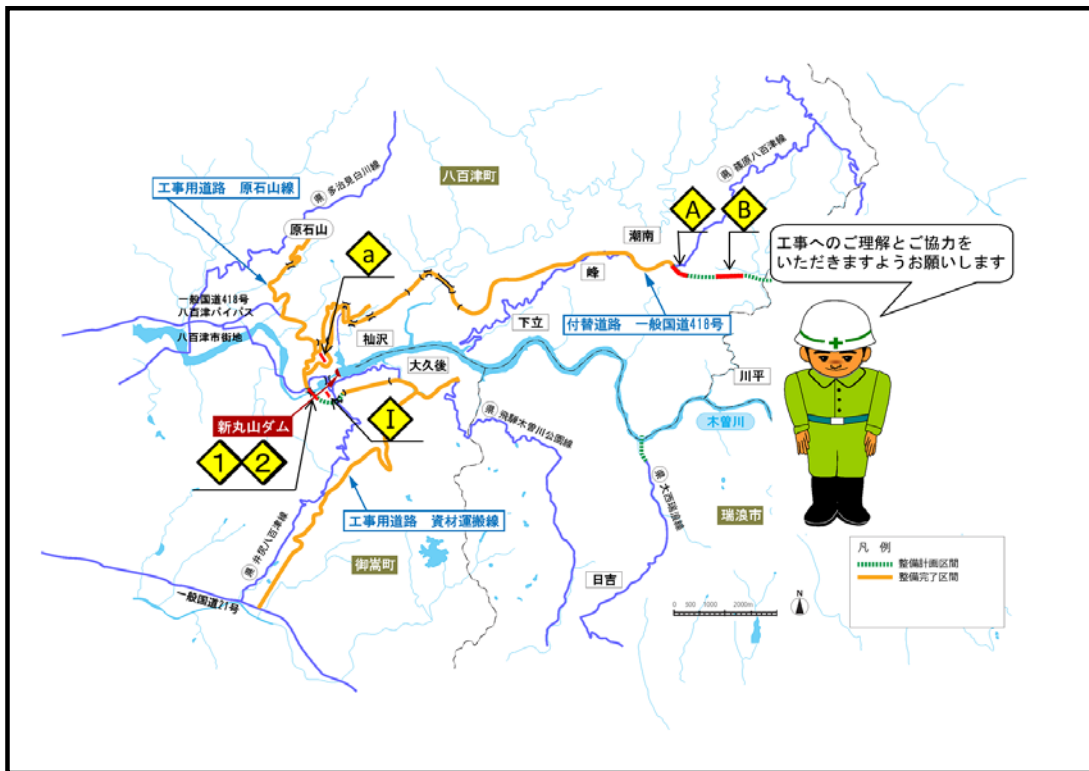 工事用道路 原石山線
県 多治見白川線
八百津町
県 篠原八百津線
A
B
原石山
潮南
工事へのご理解とご協力を
いただきますようお願いします
a
峰
一般国道418号
八百津バイパス
下立
付替道路 一般国道418号
八百津市街地
杣沢
大久後
川平
新丸山ダム
I
県 飛騨木曽川公園線
木曽川
1
2
県 大西瑞浪線
工事用道路 資材運搬線
瑞浪市
県 井尻八百津線
御嵩町
凡 例
整備計画区間
整備完了区間
日吉
一般国道21号
0 500 1000 2000m
N